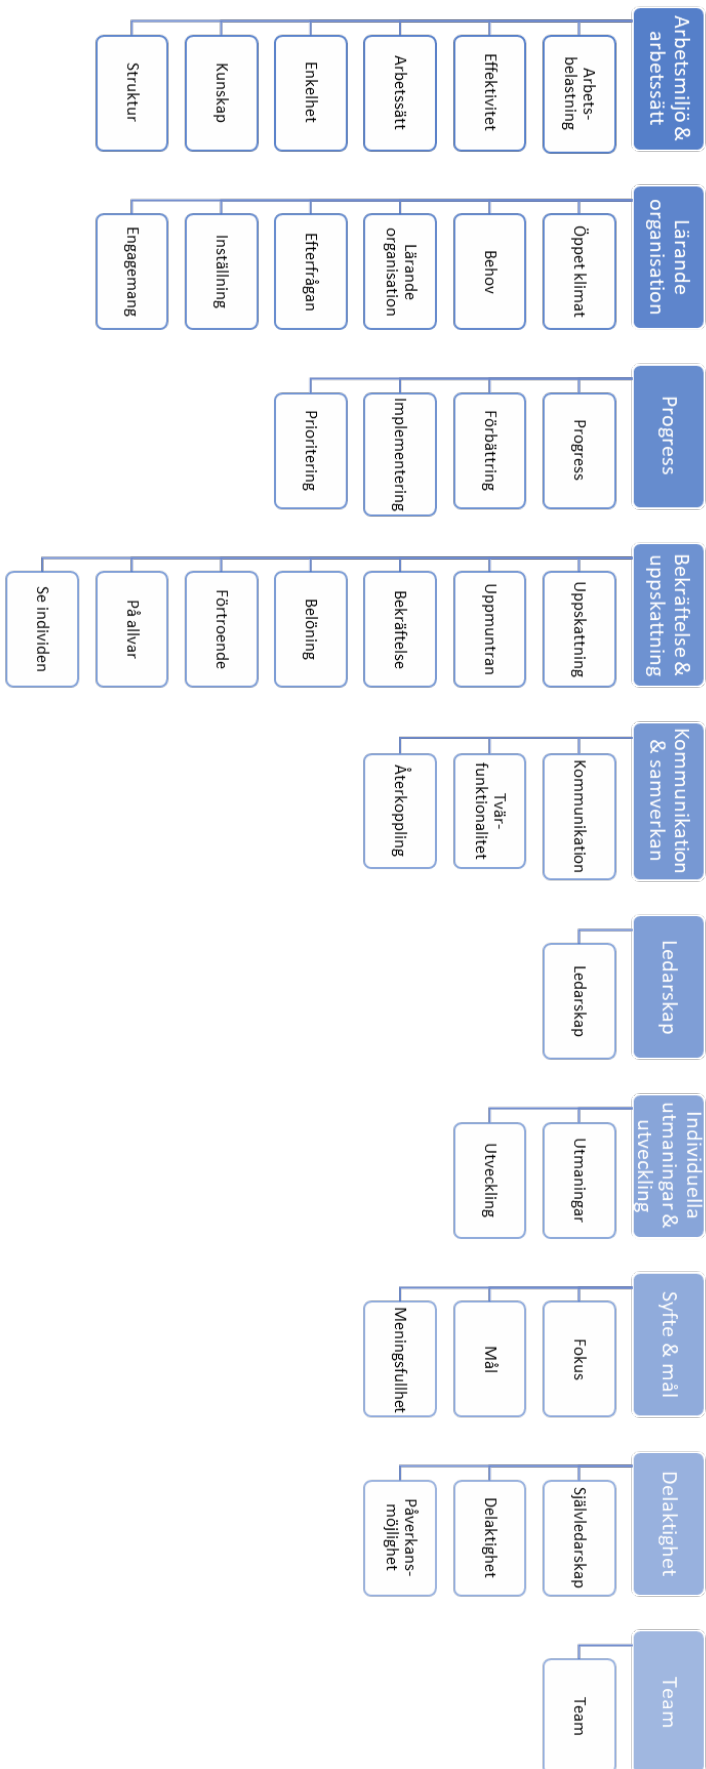 Arbetsmiljö &
arbetssätt
Arbets-
belastning
Effektivitet
Arbetssätt
Enkelhet
Kunskap
Struktur
Lärande
organisation
Öppet klimat
Behov
Lärande
organisation
Efterfrågan
Inställning
Engagemang
Progress
Progress
Förbättring
Implementering
Prioritering
Bekräftelse &
uppskattning
Uppskattning
Uppmuntran
Bekräftelse
Belöning
Förtroende
På allvar
Se individen
Kommunikation
& samverkan
Kommunikation
Tvär-
funktionalitet
Återkoppling
Ledarskap
Ledarskap
Individuella
utmaningar &
utveckling
Utmaningar
Utveckling
Syfte & mål
Fokus
Mål
Meningsfullhet
Delaktighet
Självledarskap
Delaktighet
Påverkans-
möjlighet
Team
Team